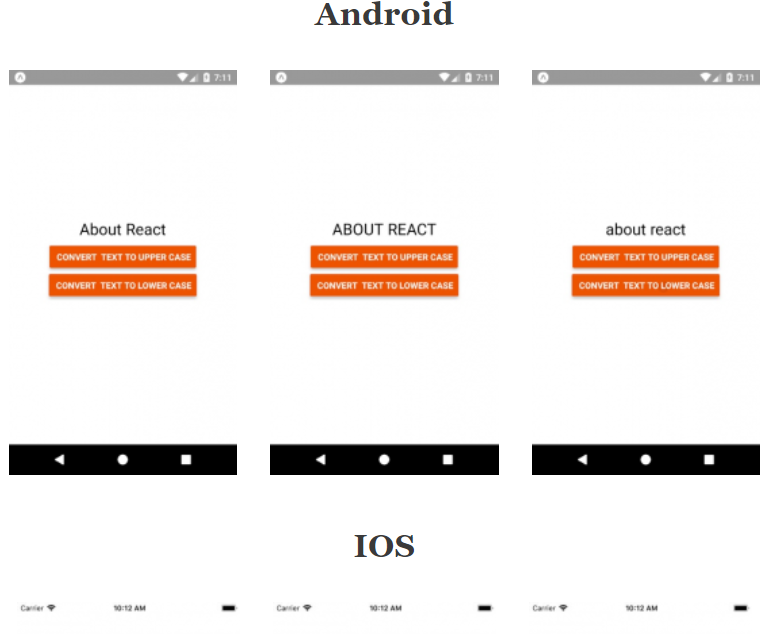 Android
7:11 7:11 7:11
About React ABOUT REACT about react
CONVERT TEXT TO UPPER CASE CONVERT TEXT TO UPPER CASE CONVERT TEXT TO UPPER CASE
CONVERT TEXT TO LOWER CASE CONVERT TEXT TO LOWER CASE CONVERT TEXT TO LOWER CASE
IOS
Carrier 10:12 AM Carrier 10:12 AM Carrier 10:12 AM